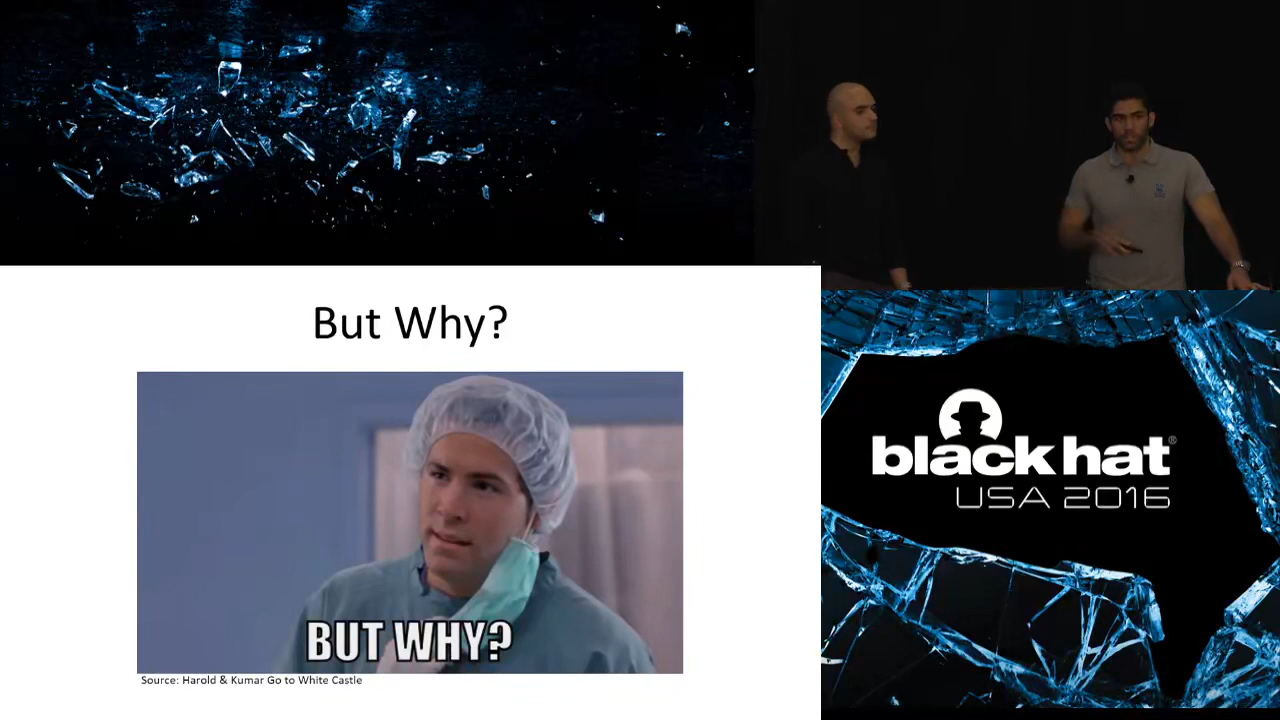 But Why?
BUT WHY?
Source: Harold & Kumar Go to White Castle
black hat®
USA 2016